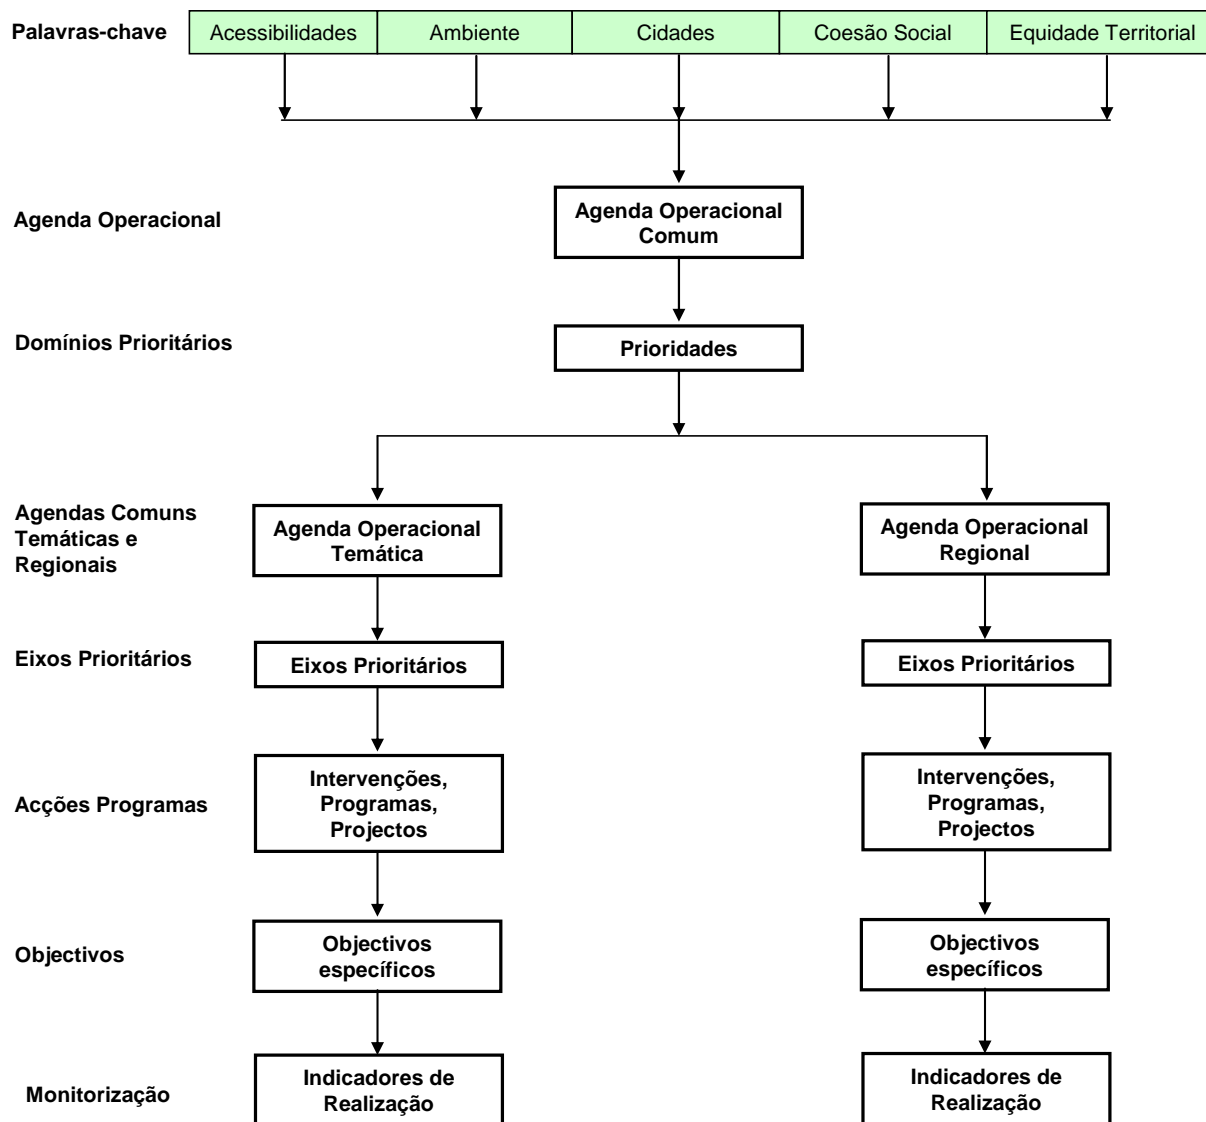 Palavras-chave
Acessibilidades
Ambiente
Cidades
Coesão Social
Equidade Territorial
Agenda Operacional
Agenda Operacional
Comum
Domínios Prioritários
Prioridades
Agendas Comuns
Temáticas e
Regionais
Agenda Operacional
Temática
Agenda Operacional
Regional
Eixos Prioritários
Eixos Prioritários
Eixos Prioritários
Acções Programas
Intervenções,
Programas,
Projectos
Intervenções,
Programas,
Projectos
Objectivos
Objectivos
específicos
Objectivos
específicos
Monitorização
Indicadores de
Realização
Indicadores de
Realização